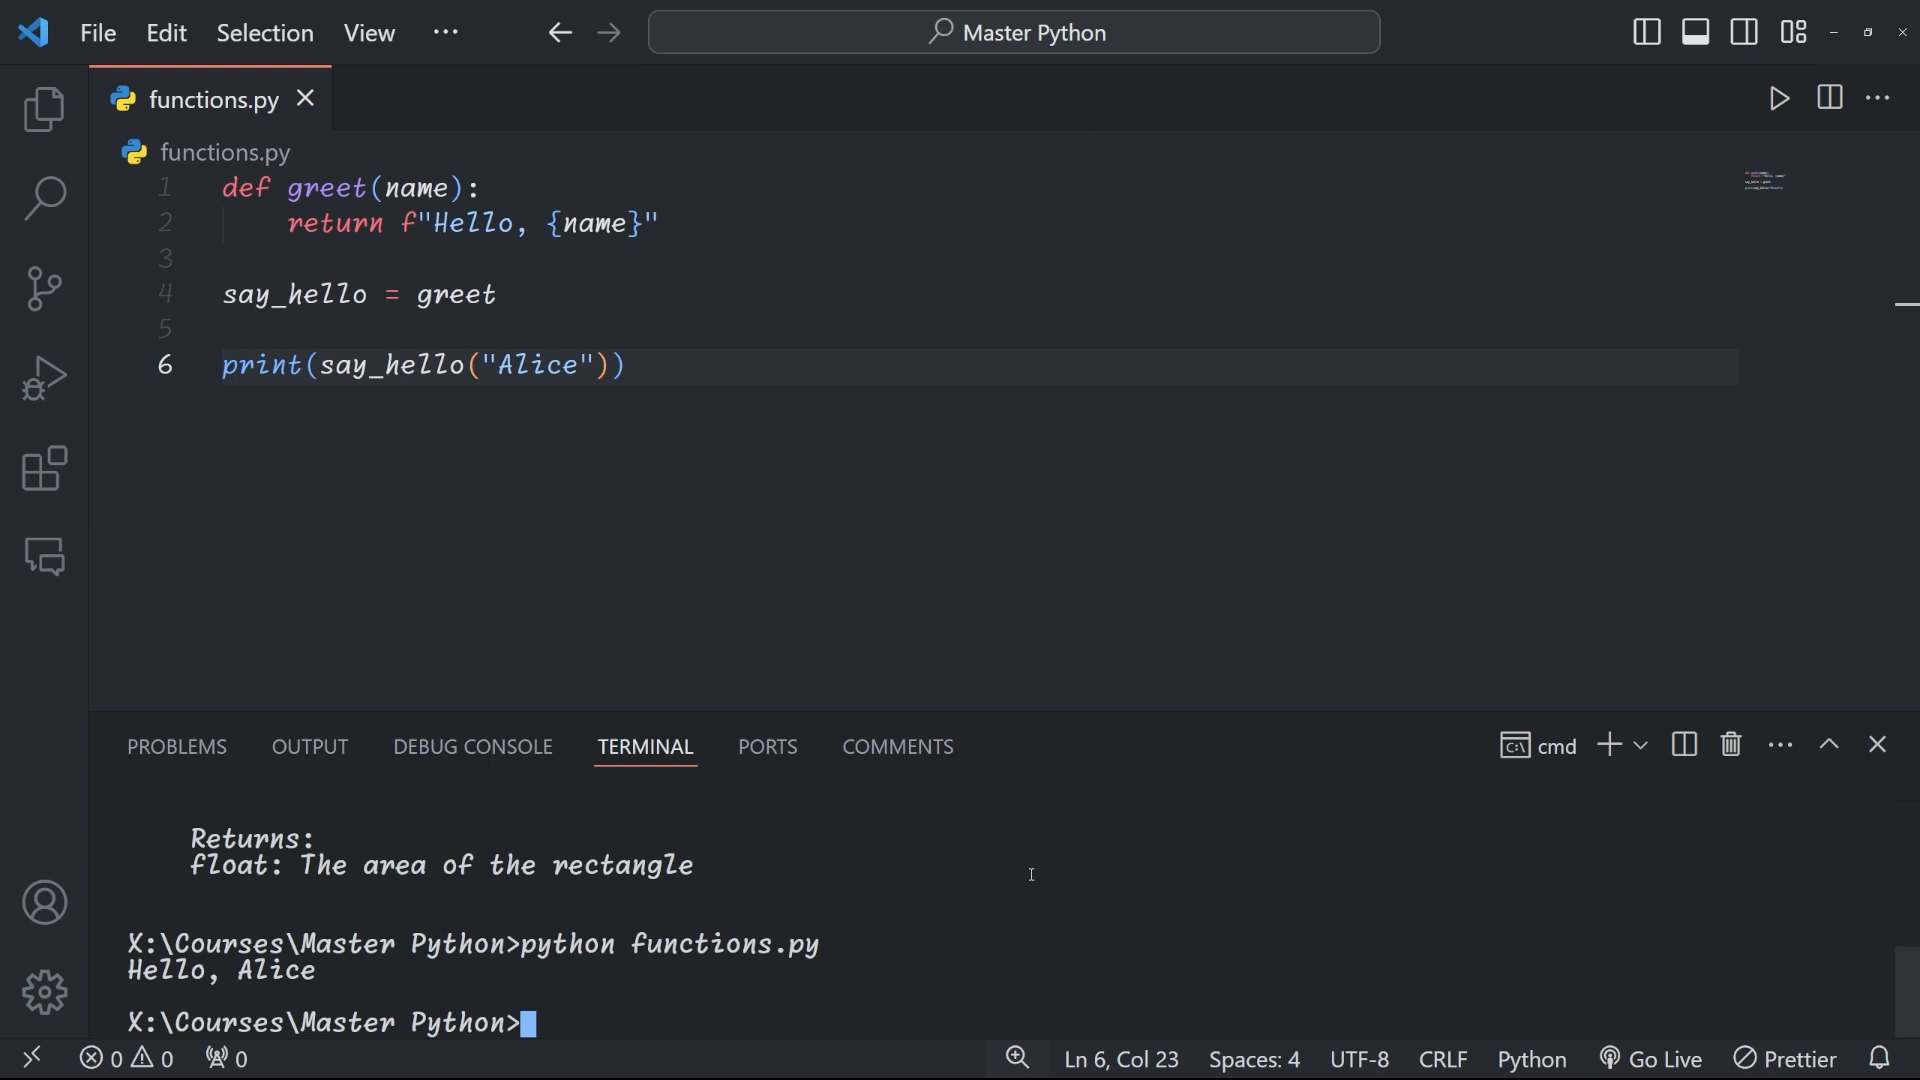 File Edit Selection View ··· Master Python
functions.py
functions.py
1 def greet(name):
2 return f"Hello, {name}"
3
4 say_hello = greet
5
6 print(say_hello("Alice"))
PROBLEMS OUTPUT DEBUG CONSOLE TERMINAL PORTS COMMENTS cmd
Returns:
float: The area of the rectangle
X:\Courses\Master Python>python functions.py
Hello, Alice
X:\Courses\Master Python>
0 0 0 Ln 6, Col 23 Spaces: 4 UTF-8 CRLF Python Go Live Prettier